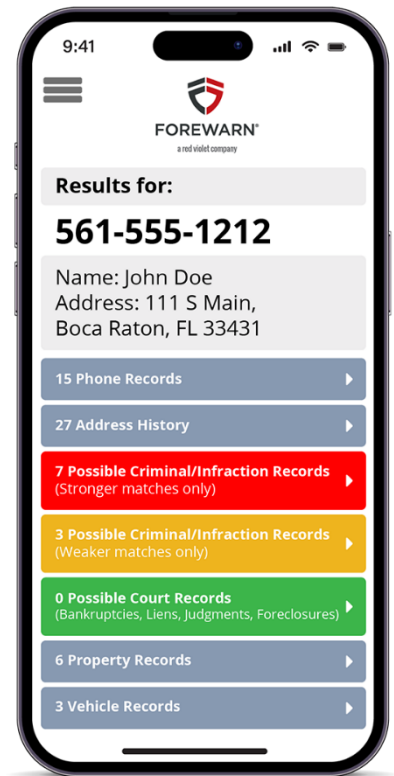 9:41
FOREWARN®
a red violet company
Results for:
561-555-1212
Name: John Doe
Address: 111 S Main,
Boca Raton, FL 33431
15 Phone Records
27 Address History
7 Possible Criminal/Infraction Records
(Stronger matches only)
3 Possible Criminal/Infraction Records
(Weaker matches only)
0 Possible Court Records
(Bankruptcies, Liens, Judgments, Foreclosures)
6 Property Records
3 Vehicle Records